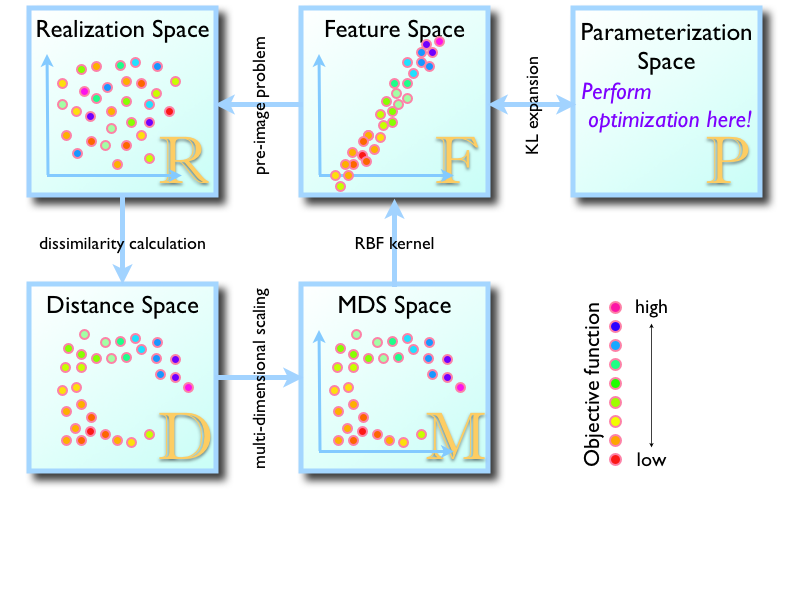 Realization Space
R
pre-image problem
Feature Space
F
KL expansion
Parameterization
Space
Perform
optimization here!
P
dissimilarity calculation
RBF kernel
Distance Space
D
multi-dimensional scaling
MDS Space
M
Objective function
high
low